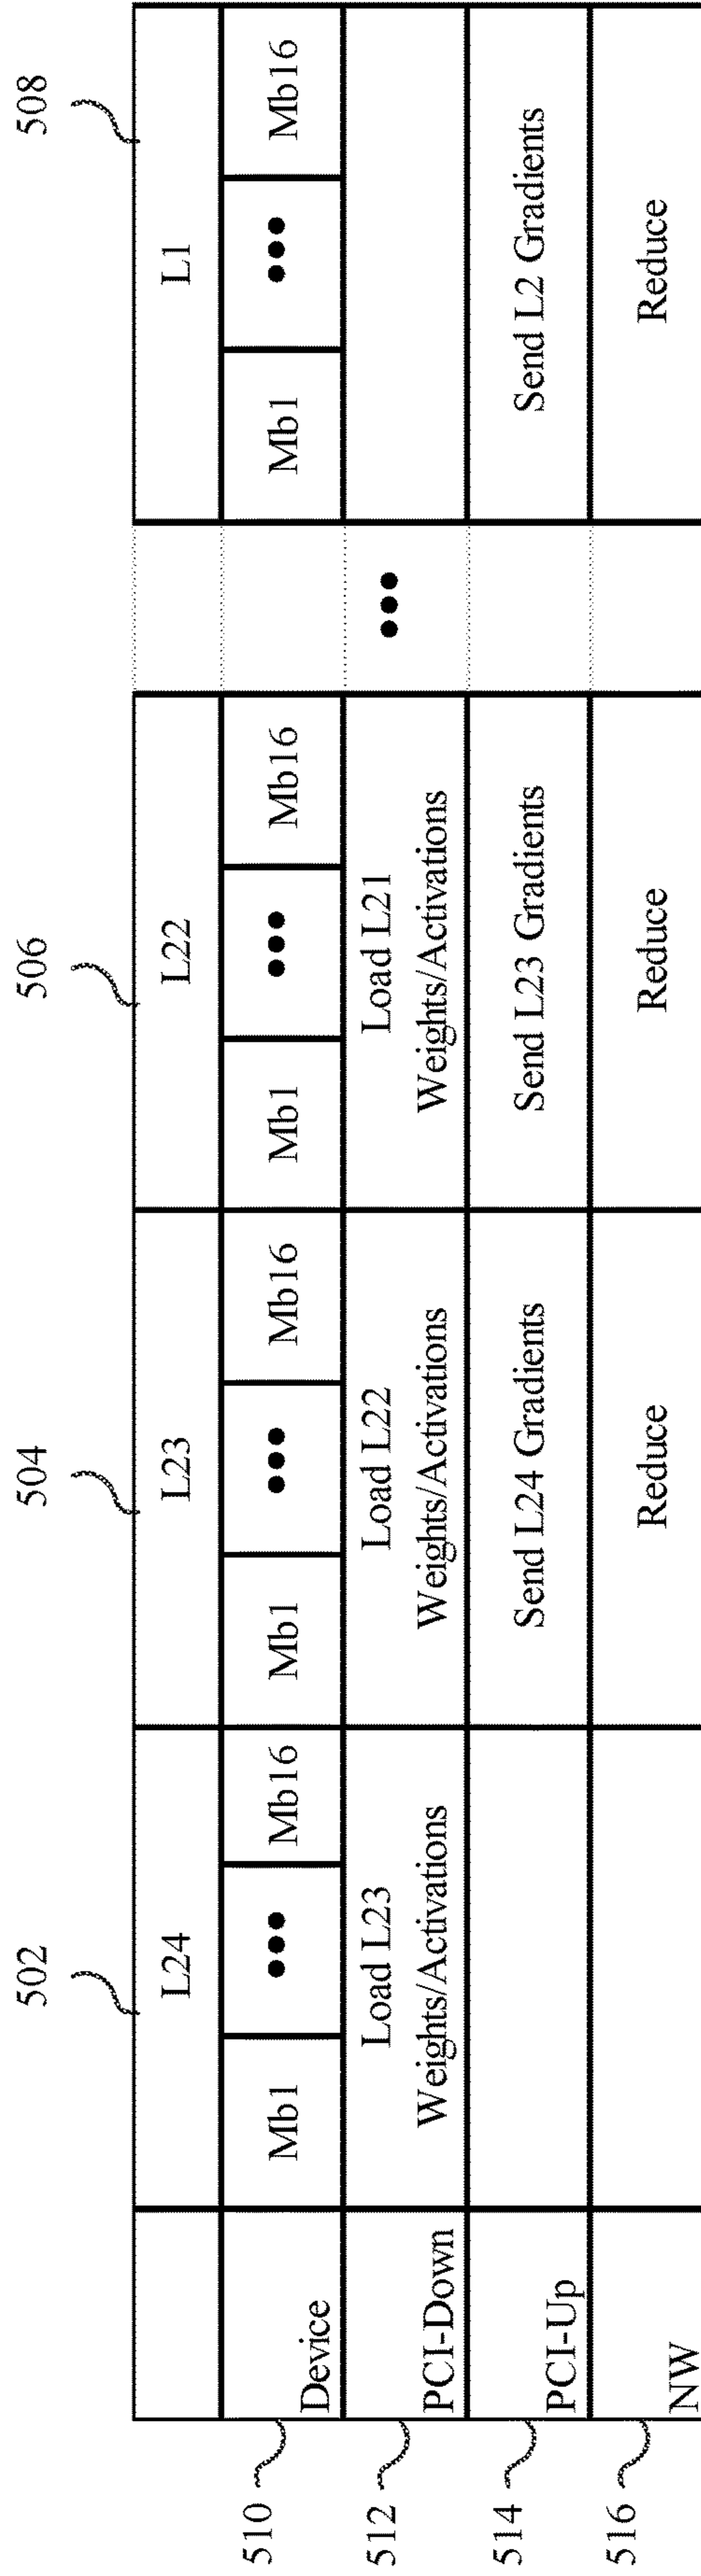 502
504
506
508
L24
L23
L22
L1
510
Device
Mb1
•••
Mb16
Mb1
•••
Mb16
Mb1
•••
Mb16
Mb1
•••
Mb16
512
PCI-Down
Load L23
Weights/Activations
Load L22
Weights/Activations
Load L21
Weights/Activations
•••
514
PCI-Up
Send L24 Gradients
Send L23 Gradients
Send L2 Gradients
516
NW
Reduce
Reduce
Reduce